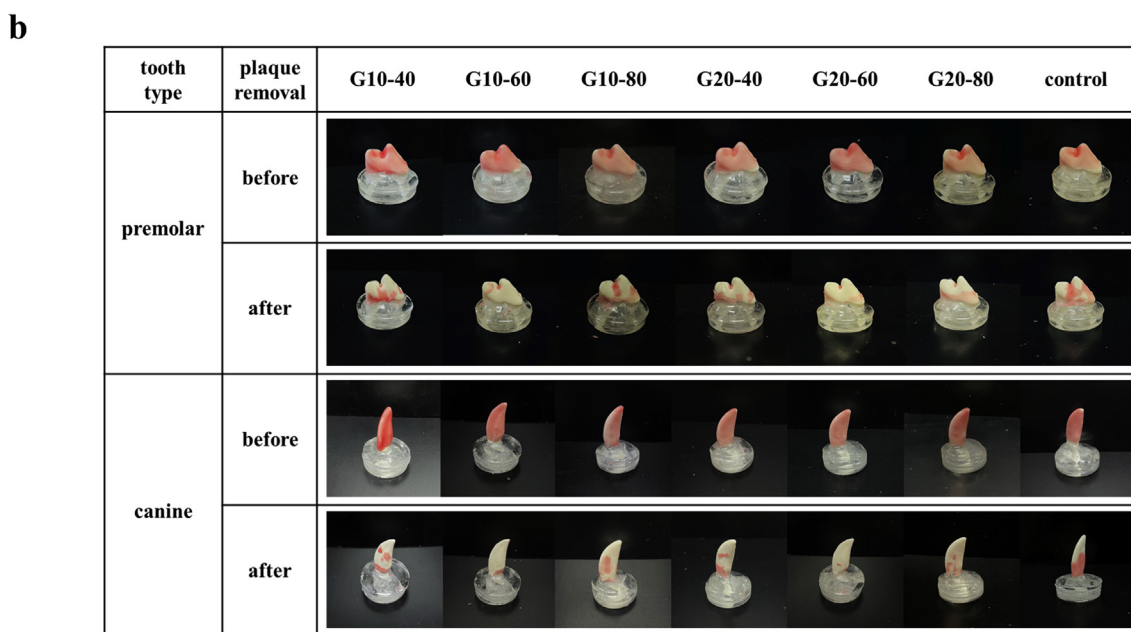 b
tooth type plaque removal G10-40 G10-60 G10-80 G20-40 G20-60 G20-80 control
premolar before
after
canine before
after